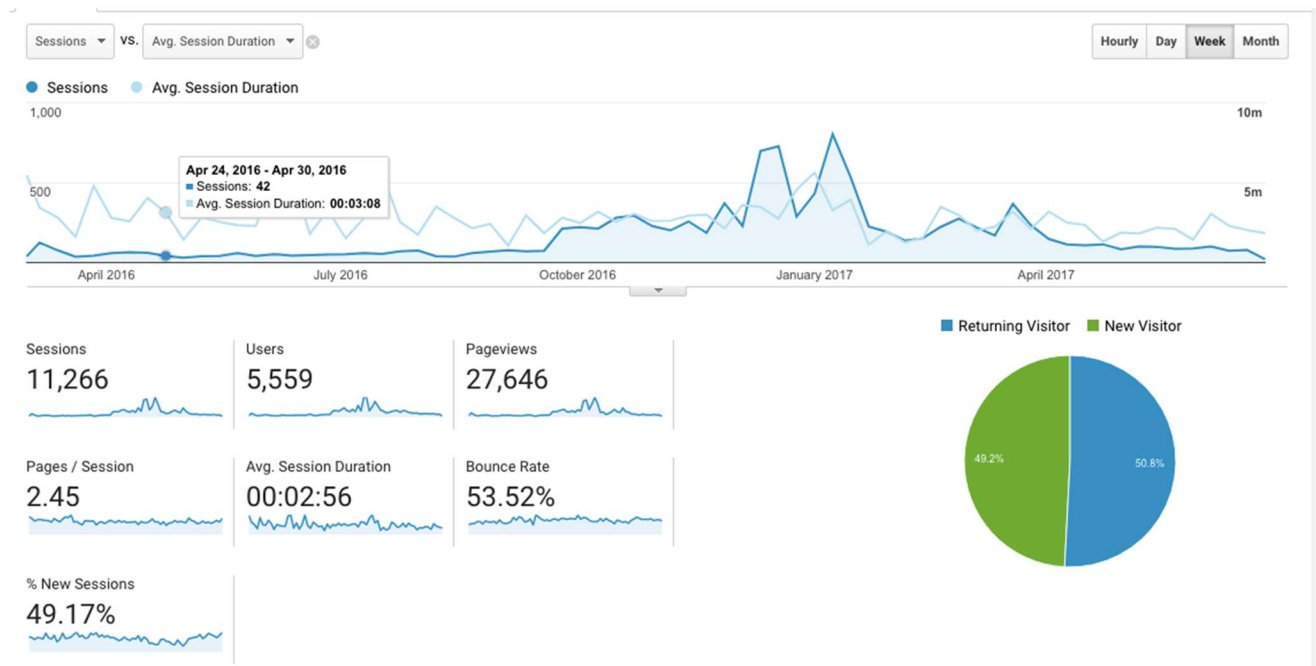 Sessions VS. Avg. Session Duration
Hourly Day Week Month
Sessions Avg. Session Duration
1,000 10m
Apr 24, 2016 - Apr 30, 2016
Sessions: 42
Avg. Session Duration: 00:03:08
500 5m
April 2016 July 2016 October 2016 January 2017 April 2017
Returning Visitor New Visitor
Sessions Users Pageviews
11,266 5,559 27,646
Pages / Session Avg. Session Duration Bounce Rate
2.45 00:02:56 53.52%
49.2% 50.8%
% New Sessions
49.17%